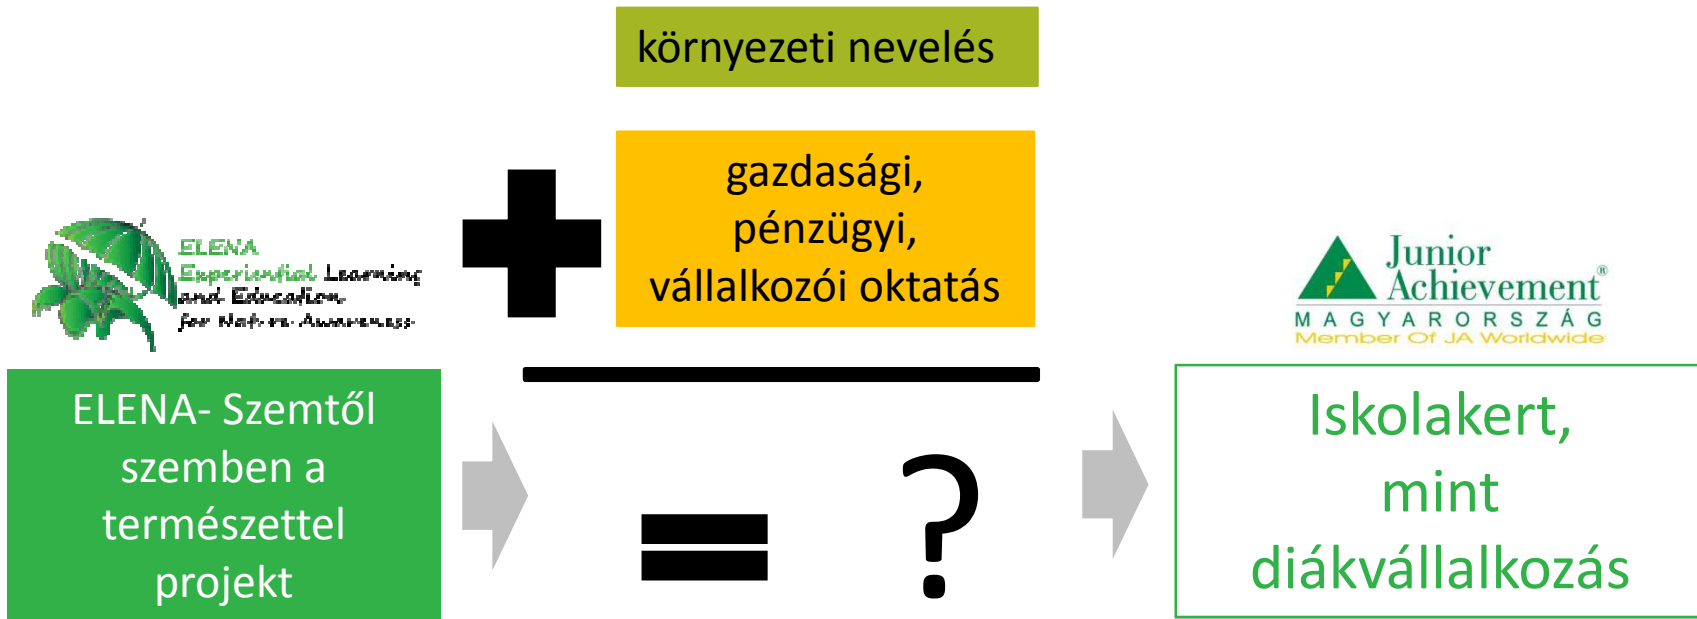 környezeti nevelés
gazdasági,
pénzügyi,
vállalkozói oktatás
ELENA
Experiential Learning
and Education
for Nature Awareness
ELENA- Szemtől
szemben a
természettel
projekt
= ?
Junior
Achievement®
MAGYARORSZÁG
Member Of JA Worldwide
Iskolakert,
mint
diákvállalkozás